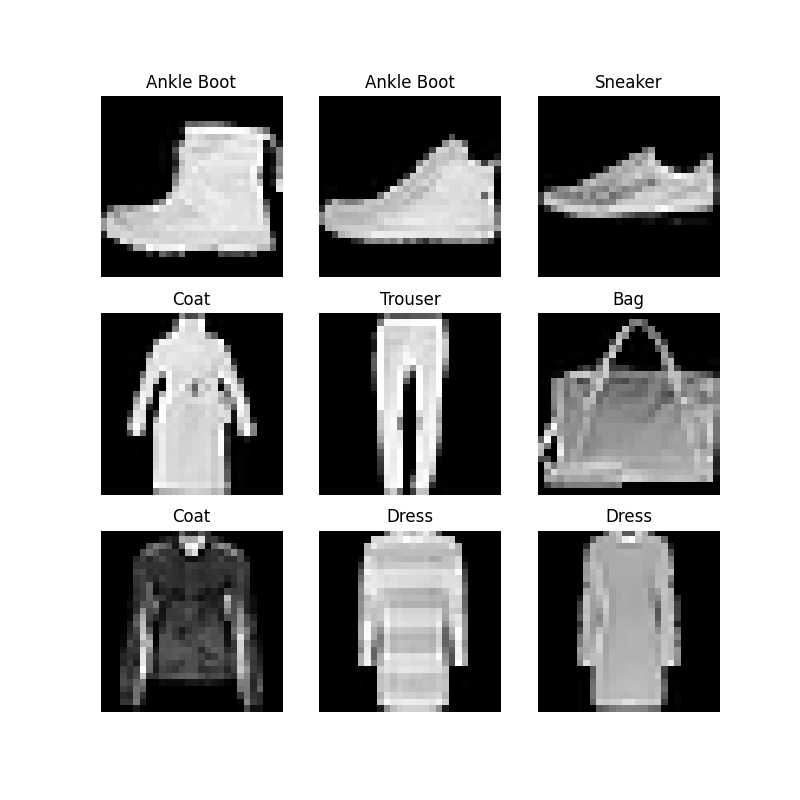 Ankle Boot
Ankle Boot
Sneaker
Coat
Trouser
Bag
Coat
Dress
Dress